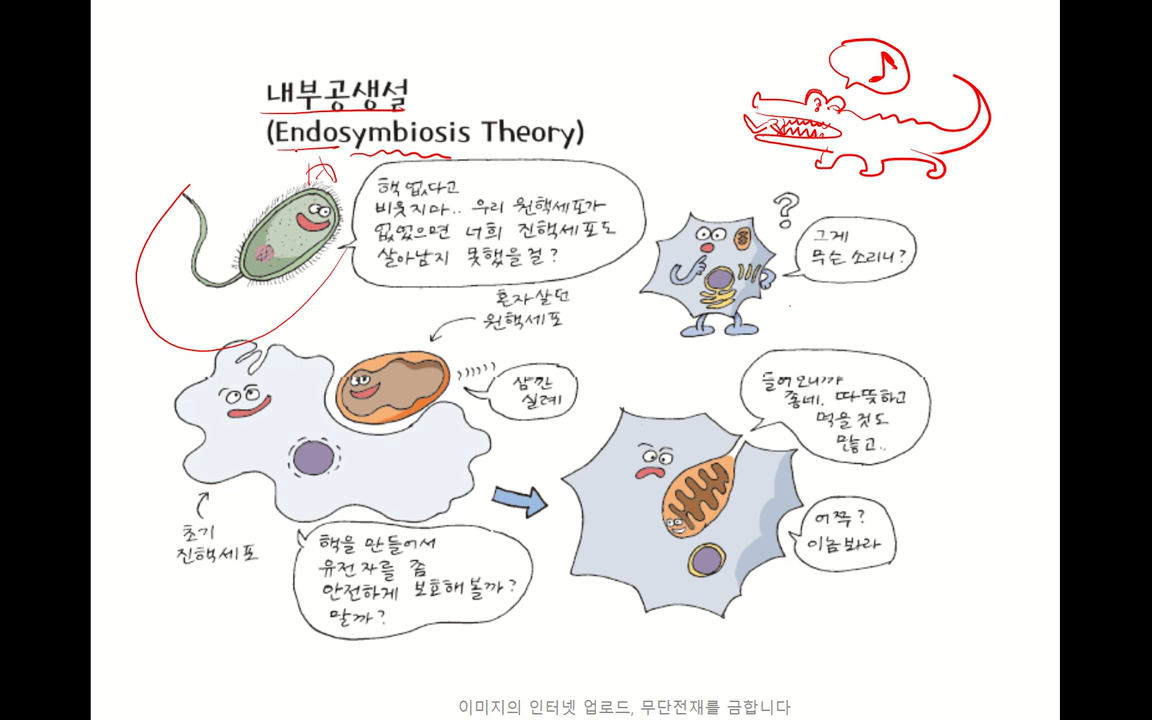 내부공생설
(Endosymbiosis Theory)
핵 없다고
비웃지마.. 우리 원핵세포가
없었으면 너희 진핵세포도
살아남지 못했을 걸?
?
그게
무슨 소리니?
혼자 살던
원핵세포
잠깐
실례
들어오니까
좋네. 따뜻하고
먹을 것도
많고..
어쭈?
이놈 봐라
초기
진핵세포
핵을 만들어서
유전자를 좀
안전하게 보호해 볼까?
말까?
이미지의 인터넷 업로드, 무단전재를 금합니다